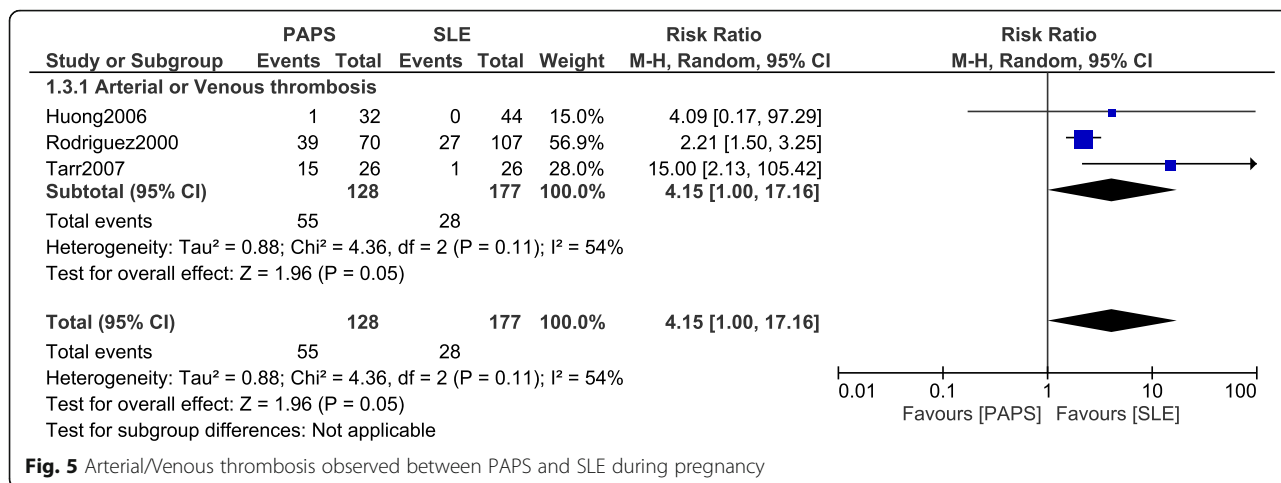 PAPS SLE Risk Ratio Risk Ratio
Study or Subgroup Events Total Events Total Weight M-H, Random, 95% CI M-H, Random, 95% CI
1.3.1 Arterial or Venous thrombosis
Huong2006 1 32 0 44 15.0% 4.09 [0.17, 97.29]
Rodriguez2000 39 70 27 107 56.9% 2.21 [1.50, 3.25]
Tarr2007 15 26 1 26 28.0% 15.00 [2.13, 105.42]
Subtotal (95% CI) 128 177 100.0% 4.15 [1.00, 17.16]
Total events 55 28
Heterogeneity: Tau² = 0.88; Chi² = 4.36, df = 2 (P = 0.11); I² = 54%
Test for overall effect: Z = 1.96 (P = 0.05)
Total (95% CI) 128 177 100.0% 4.15 [1.00, 17.16]
Total events 55 28
Heterogeneity: Tau² = 0.88; Chi² = 4.36, df = 2 (P = 0.11); I² = 54%
Test for overall effect: Z = 1.96 (P = 0.05)
Test for subgroup differences: Not applicable
0.01 0.1 1 10 100
Favours [PAPS] Favours [SLE]
Fig. 5 Arterial/Venous thrombosis observed between PAPS and SLE during pregnancy